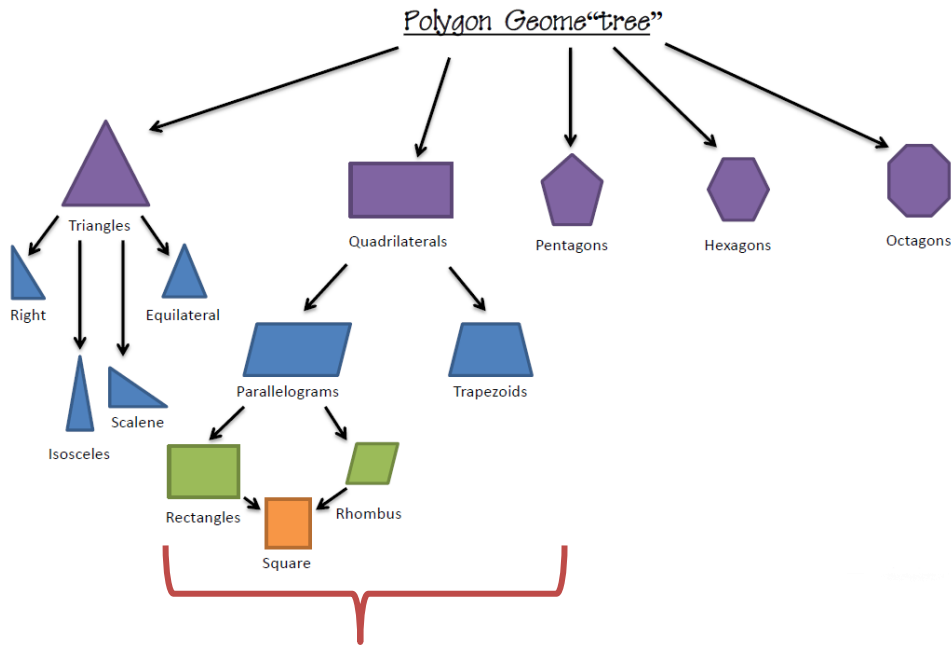 Polygon Geome“tree”
Triangles
Quadrilaterals
Pentagons
Hexagons
Octagons
Right
Equilateral
Isosceles
Scalene
Parallelograms
Trapezoids
Rectangles
Rhombus
Square